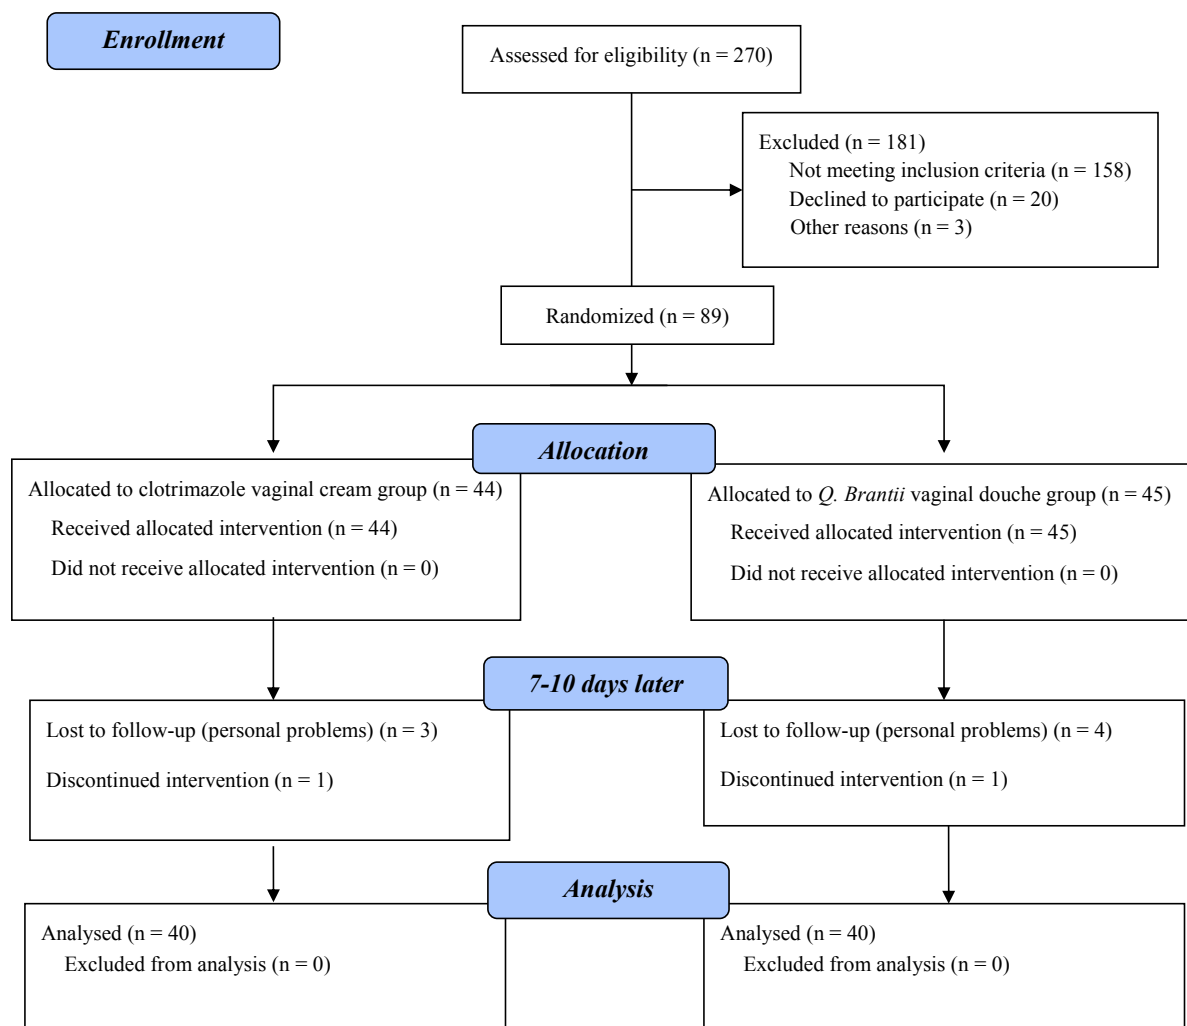 Enrollment
Assessed for eligibility (n = 270)
Excluded (n = 181)
Not meeting inclusion criteria (n = 158)
Declined to participate (n = 20)
Other reasons (n = 3)
Randomized (n = 89)
Allocation
Allocated to clotrimazole vaginal cream group (n = 44)
Received allocated intervention (n = 44)
Did not receive allocated intervention (n = 0)
Allocated to Q. Brantii vaginal douche group (n = 45)
Received allocated intervention (n = 45)
Did not receive allocated intervention (n = 0)
7-10 days later
Lost to follow-up (personal problems) (n = 3)
Discontinued intervention (n = 1)
Lost to follow-up (personal problems) (n = 4)
Discontinued intervention (n = 1)
Analysis
Analysed (n = 40)
Excluded from analysis (n = 0)
Analysed (n = 40)
Excluded from analysis (n = 0)